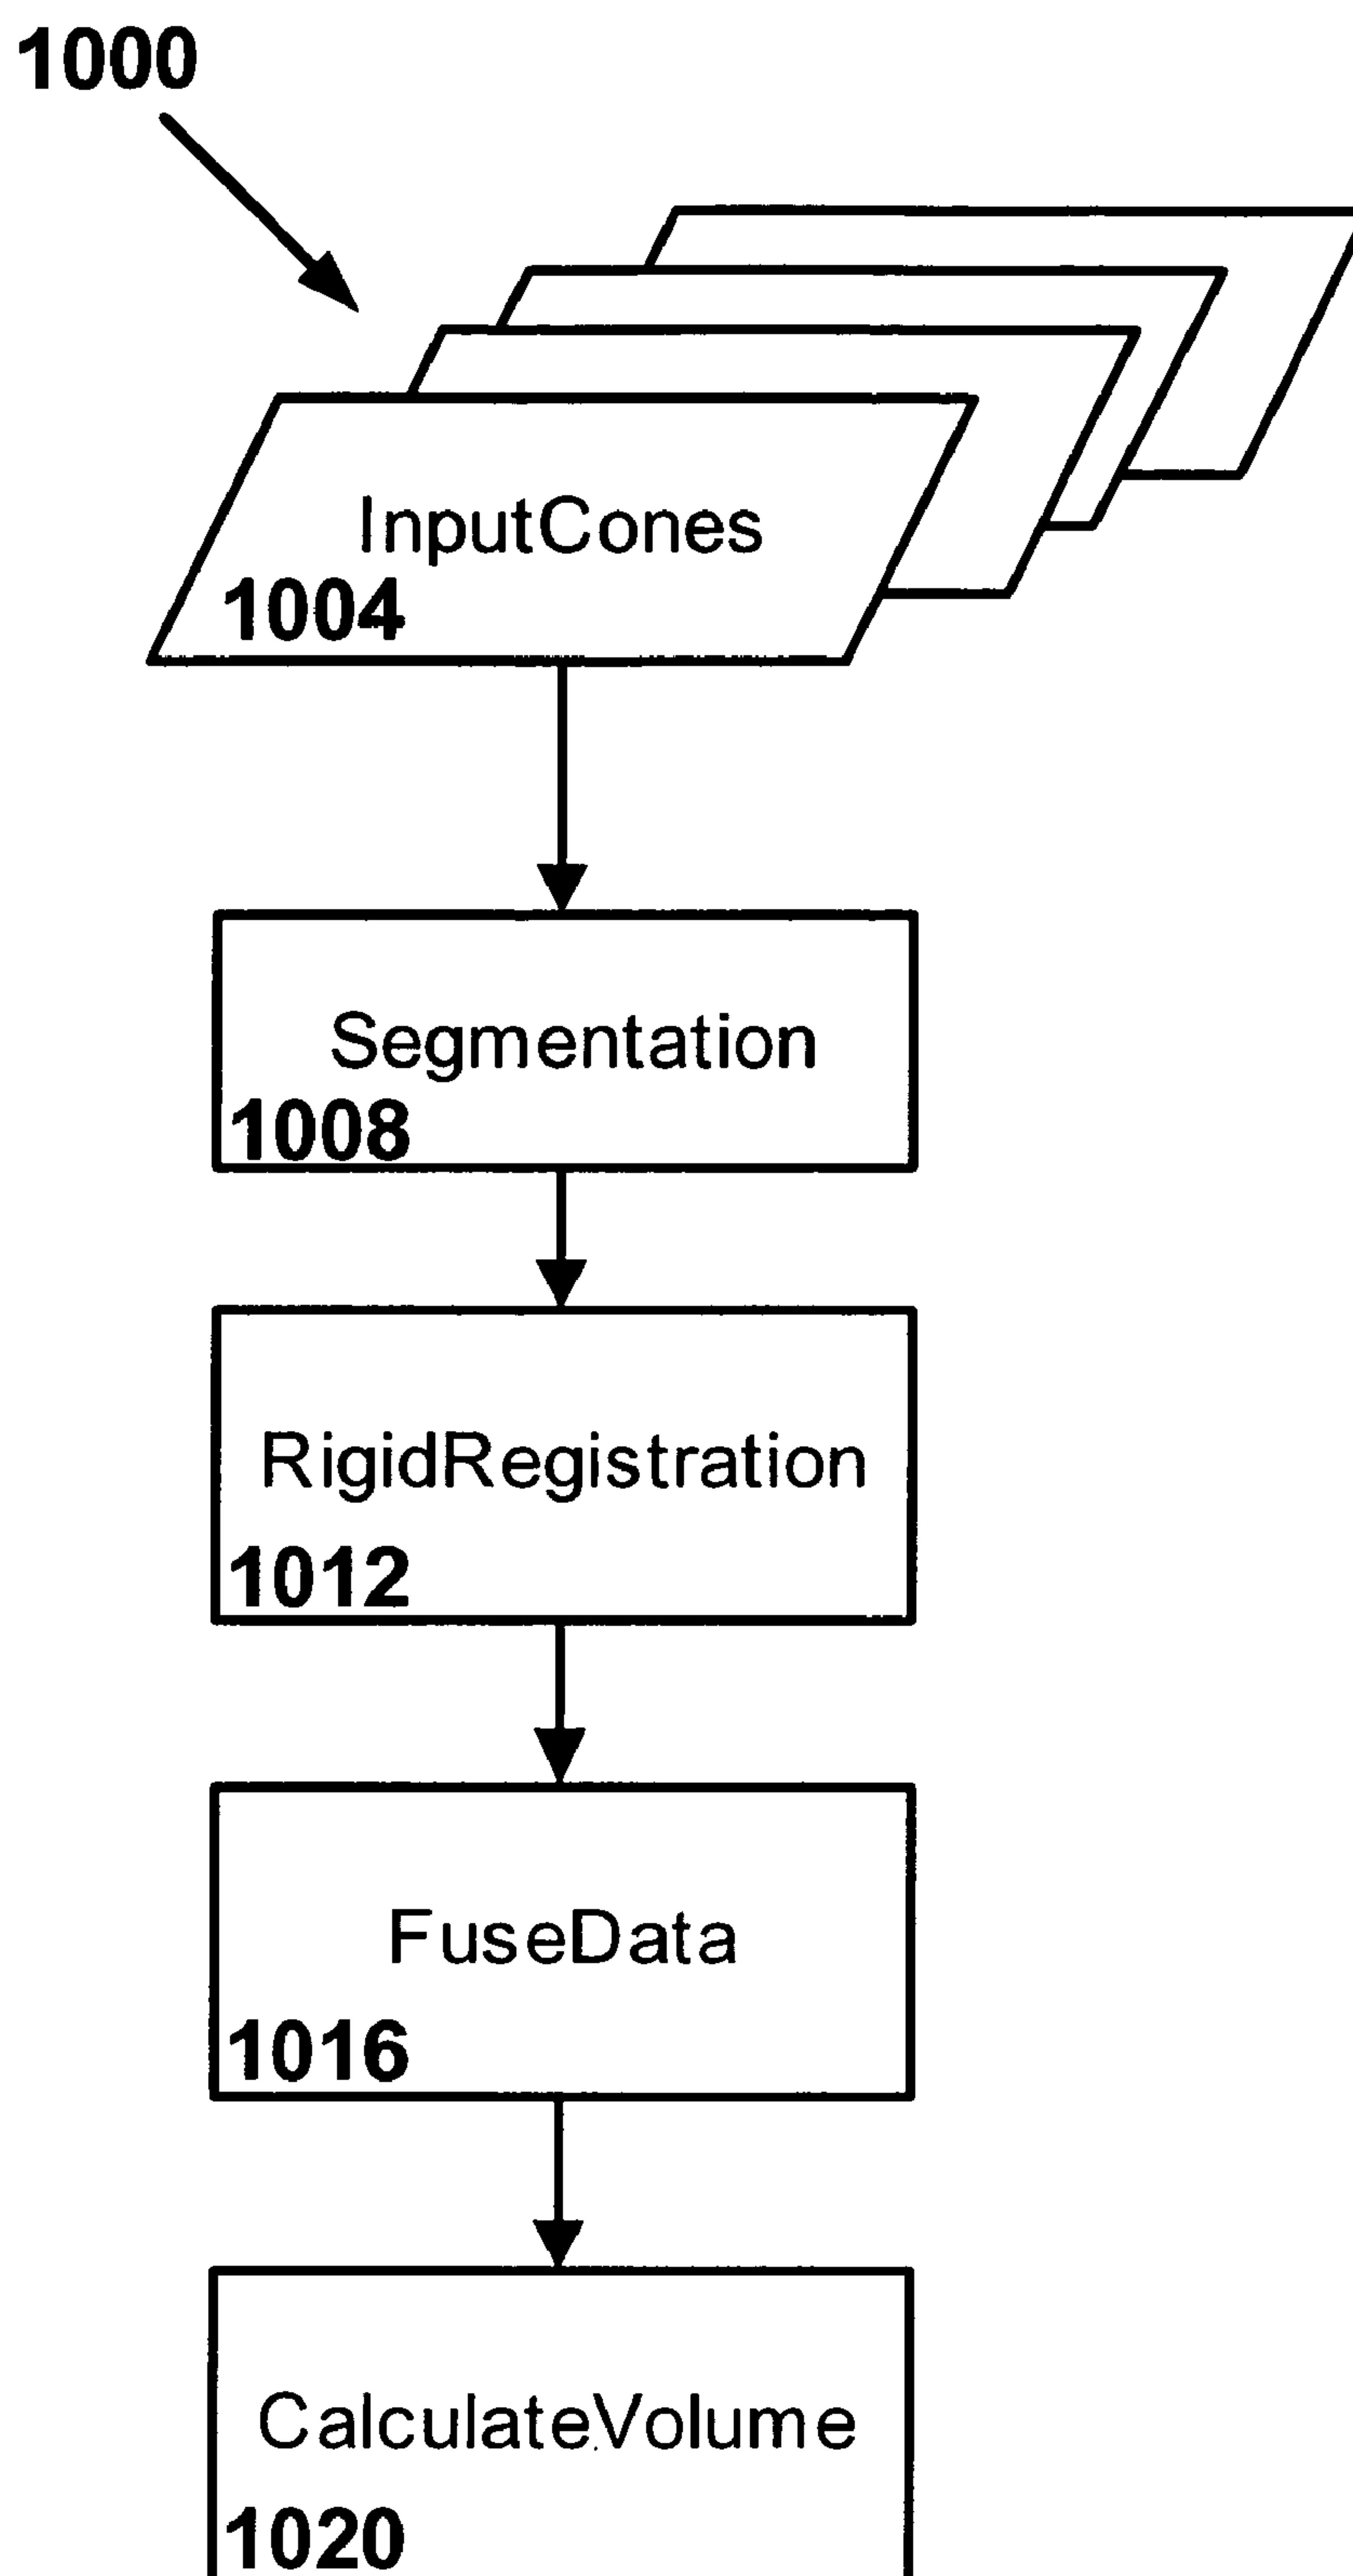 1000
InputCones
1004
Segmentation
1008
RigidRegistration
1012
FuseData
1016
CalculateVolume
1020